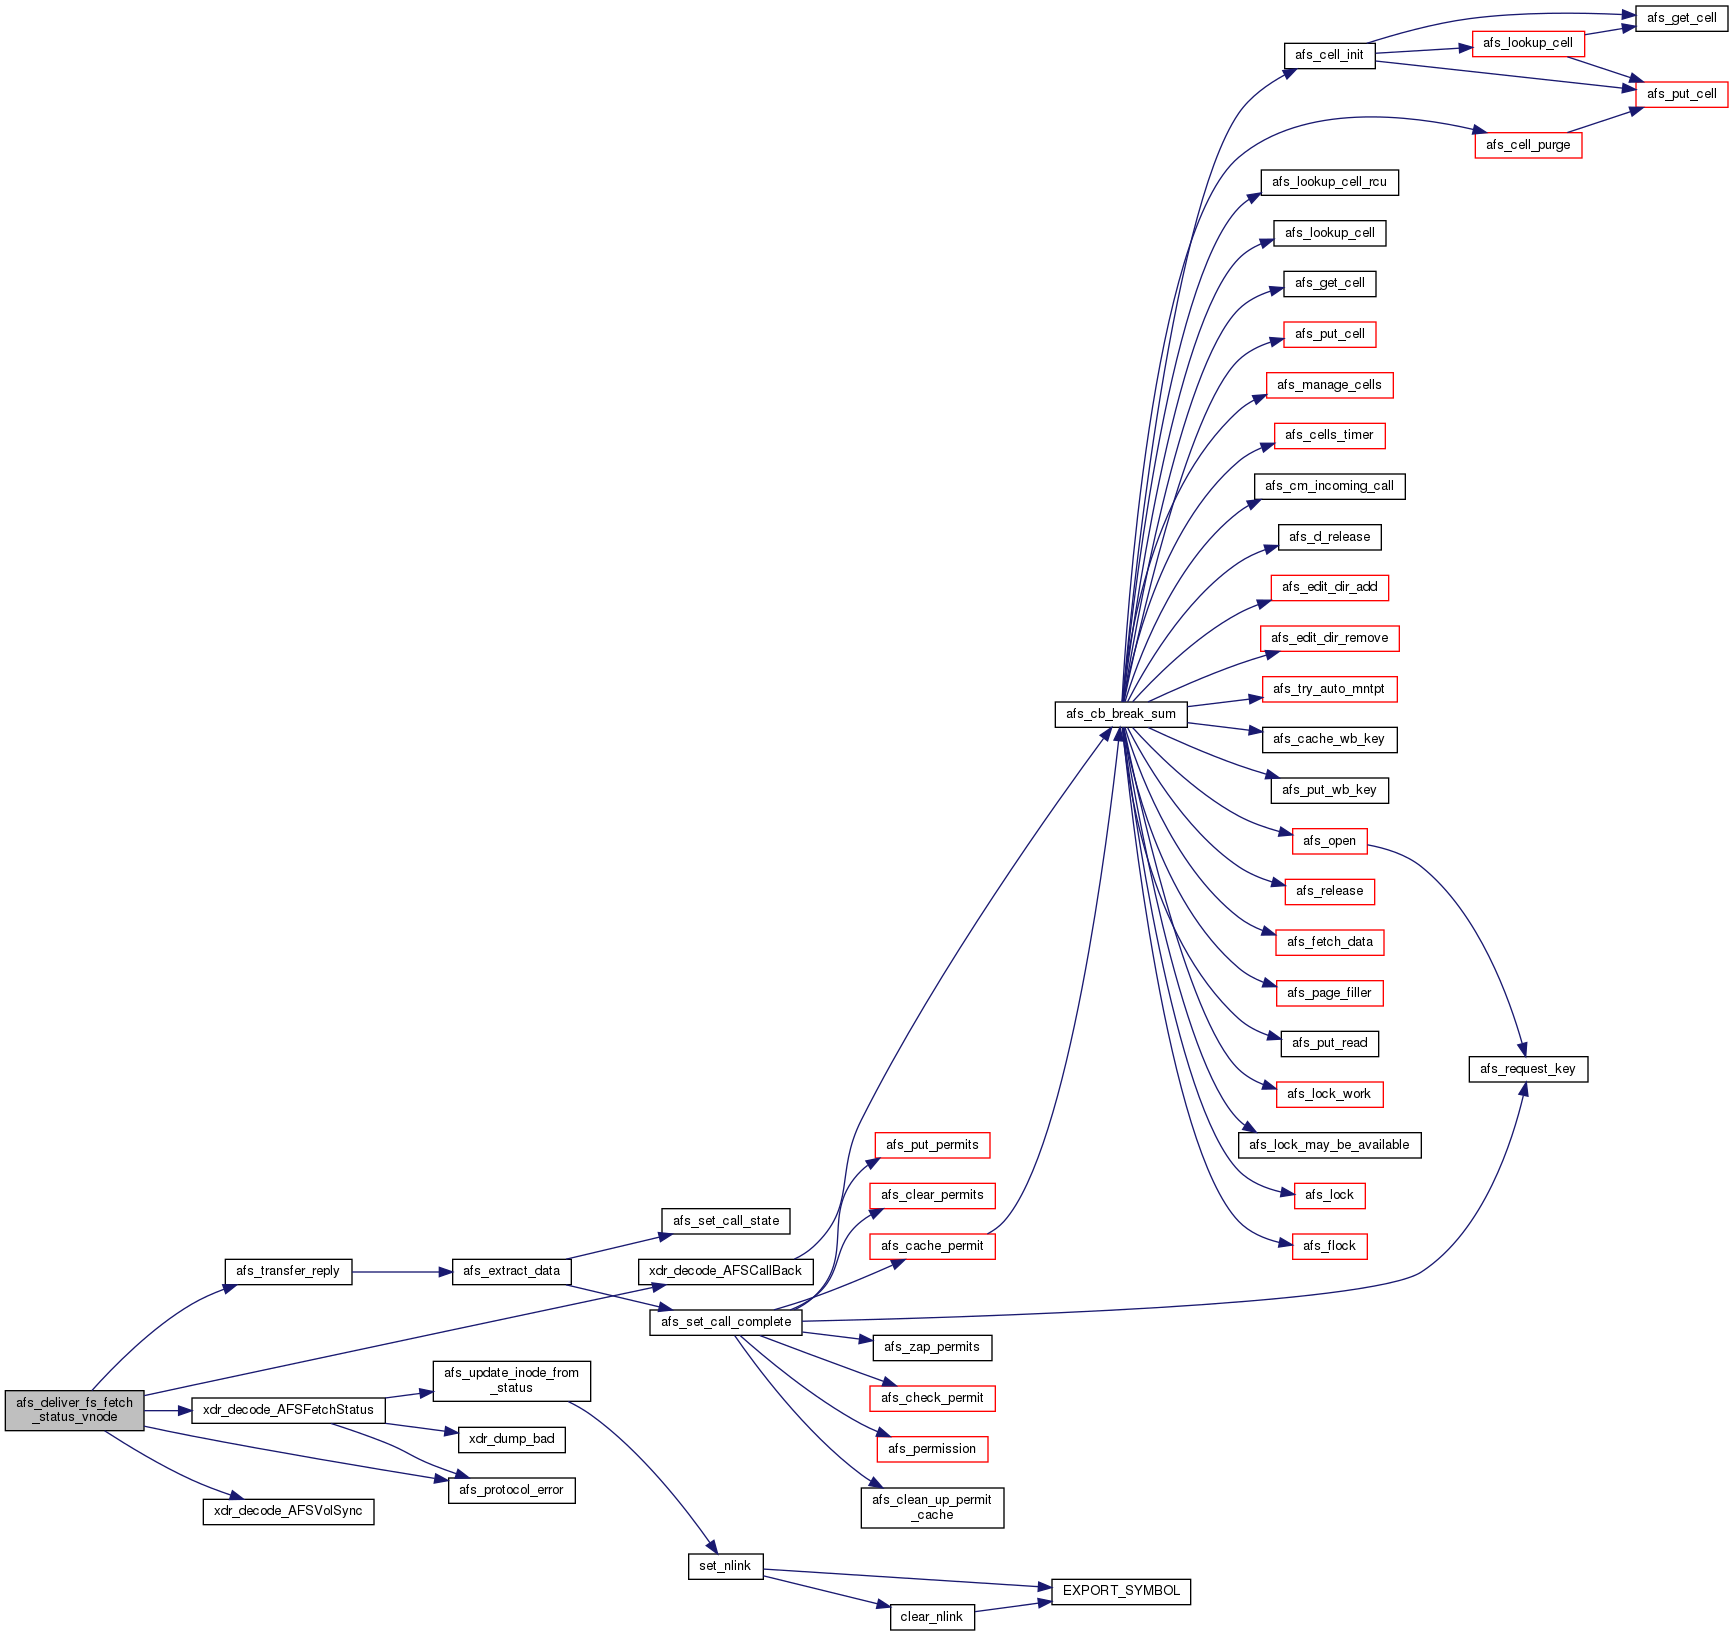 afs_get_cell
afs_lookup_cell
afs_cell_init
afs_put_cell
afs_cell_purge
afs_lookup_cell_rcu
afs_lookup_cell
afs_get_cell
afs_put_cell
afs_manage_cells
afs_cells_timer
afs_cm_incoming_call
afs_d_release
afs_edit_dir_add
afs_edit_dir_remove
afs_try_auto_mntpt
afs_cb_break_sum
afs_cache_wb_key
afs_put_wb_key
afs_open
afs_release
afs_fetch_data
afs_page_filler
afs_put_read
afs_request_key
afs_lock_work
afs_lock_may_be_available
afs_put_permits
afs_lock
afs_clear_permits
afs_set_call_state
afs_flock
afs_cache_permit
afs_transfer_reply
afs_extract_data
xdr_decode_AFSCallBack
afs_set_call_complete
afs_zap_permits
afs_update_inode_from
_status
afs_check_permit
afs_deliver_fs_fetch
_status_vnode
xdr_decode_AFSFetchStatus
xdr_dump_bad
afs_permission
afs_protocol_error
afs_clean_up_permit
_cache
xdr_decode_AFSVolSync
set_nlink
EXPORT_SYMBOL
clear_nlink